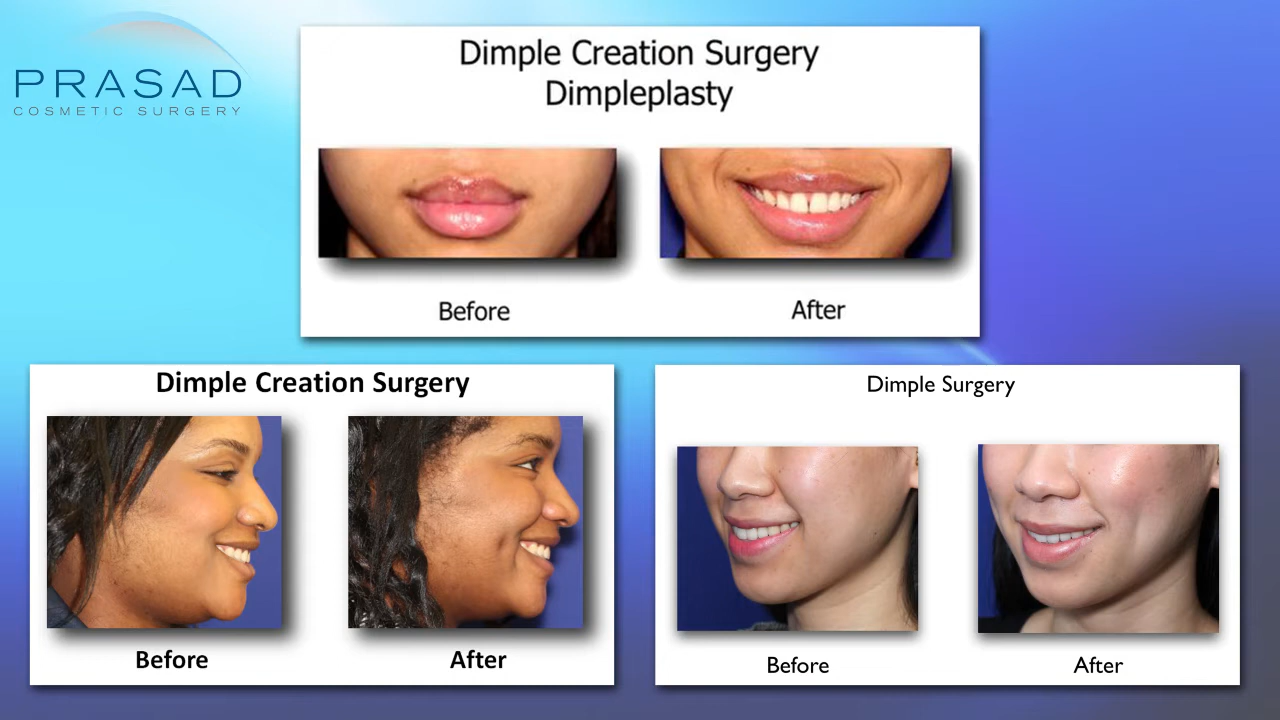 PRASAD
COSMETIC SURGERY
Dimple Creation Surgery
Dimpleplasty
Before
After
Dimple Creation Surgery
Before
After
Dimple Surgery
Before
After